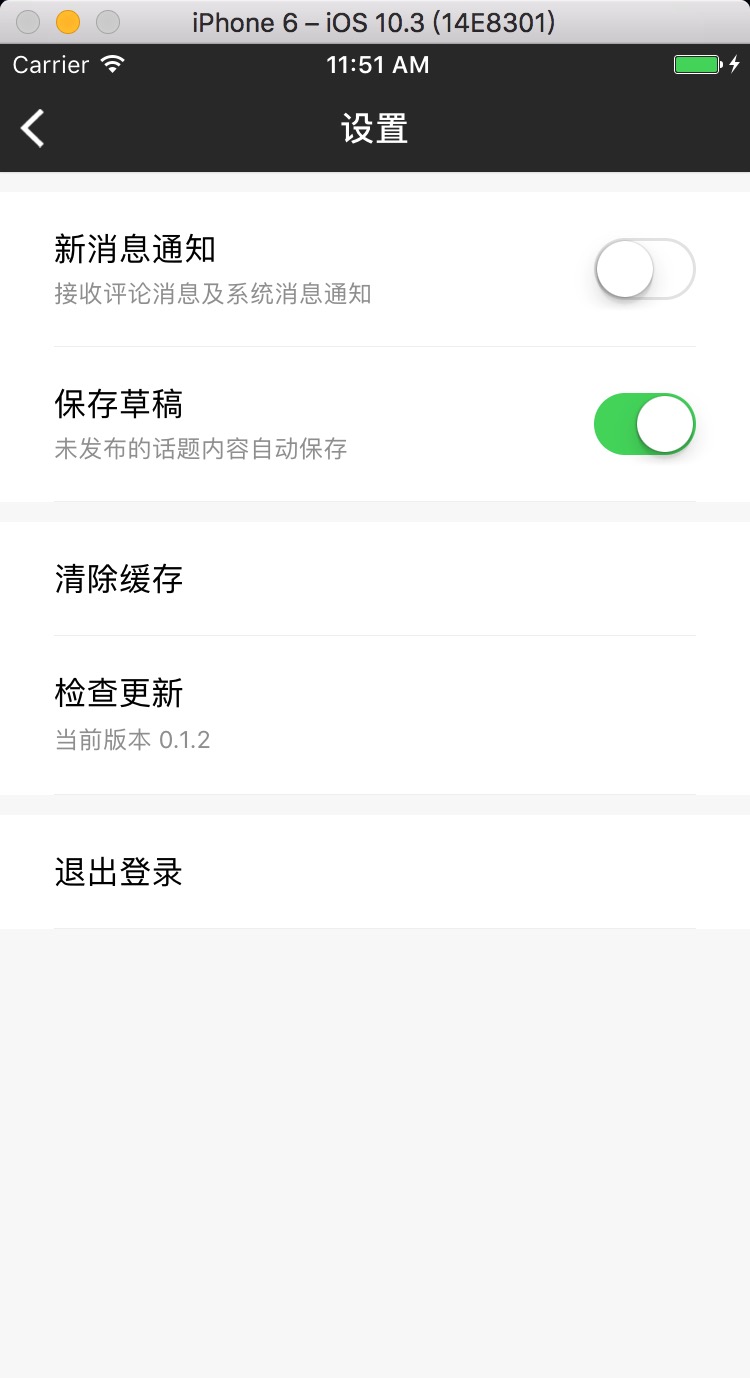 iPhone 6 – iOS 10.3 (14E8301)
Carrier 11:51 AM
设置
新消息通知
接收评论消息及系统消息通知
保存草稿
未发布的话题内容自动保存
清除缓存
检查更新
当前版本 0.1.2
退出登录